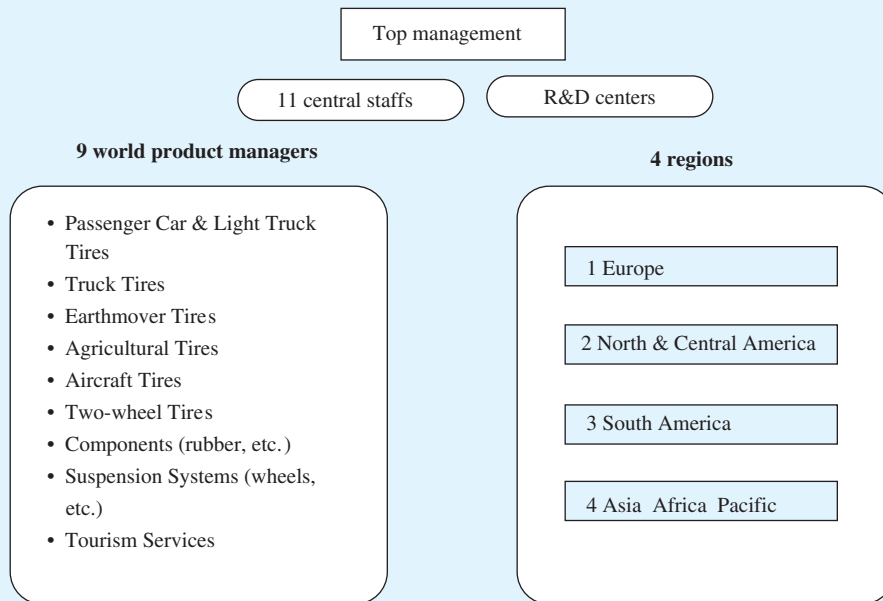 Top management
11 central staffs
R&D centers
9 world product managers
4 regions
• Passenger Car & Light Truck
Tires
• Truck Tires
• Earthmover Tires
• Agricultural Tires
• Aircraft Tires
• Two-wheel Tires
• Components (rubber, etc.)
• Suspension Systems (wheels,
etc.)
• Tourism Services
1 Europe
2 North & Central America
3 South America
4 Asia Africa Pacific